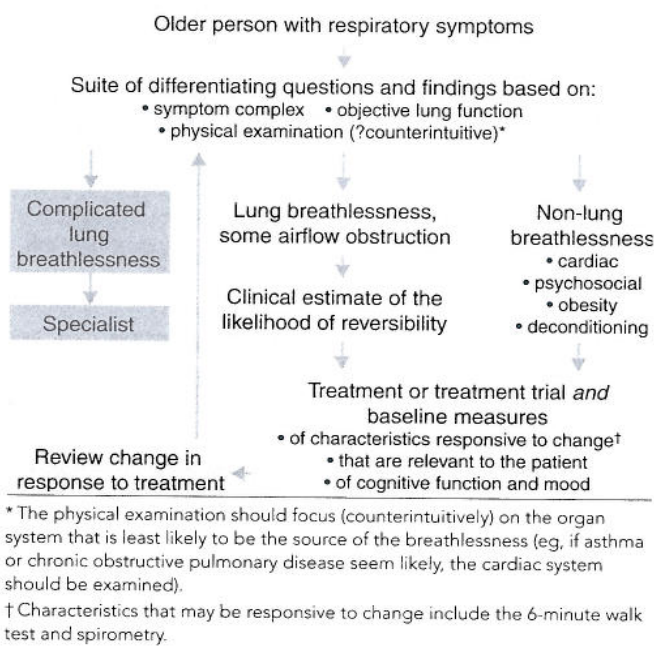 Older person with respiratory symptoms
Suite of differentiating questions and findings based on:
• symptom complex • objective lung function
• physical examination (?counterintuitive)*
Complicated
lung
breathlessness
Specialist
Lung breathlessness,
some airflow obstruction
Clinical estimate of the
likelihood of reversibility
Non-lung
breathlessness
• cardiac
• psychosocial
• obesity
• deconditioning
Treatment or treatment trial and
baseline measures
• of characteristics responsive to change†
• that are relevant to the patient
• of cognitive function and mood
Review change in
response to treatment
* The physical examination should focus (counterintuitively) on the organ
system that is least likely to be the source of the breathlessness (eg, if asthma
or chronic obstructive pulmonary disease seem likely, the cardiac system
should be examined).
† Characteristics that may be responsive to change include the 6-minute walk
test and spirometry.